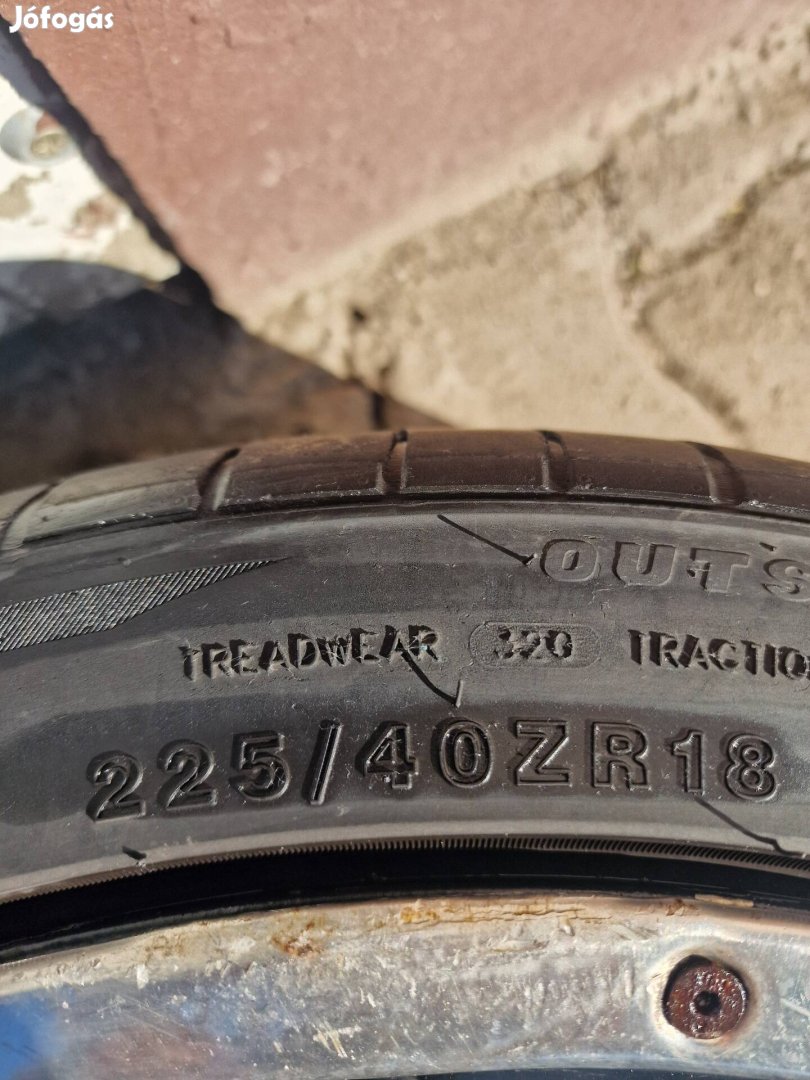 Jófogás
OUTS
TREADWEAR 320 TRACTIO
225/40ZR18